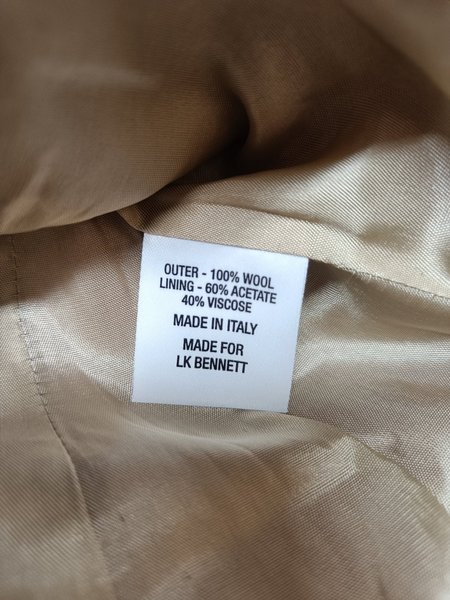 OUTER - 100% WOOL
LINING - 60% ACETATE
40% VISCOSE
MADE IN ITALY
MADE FOR
LK BENNETT